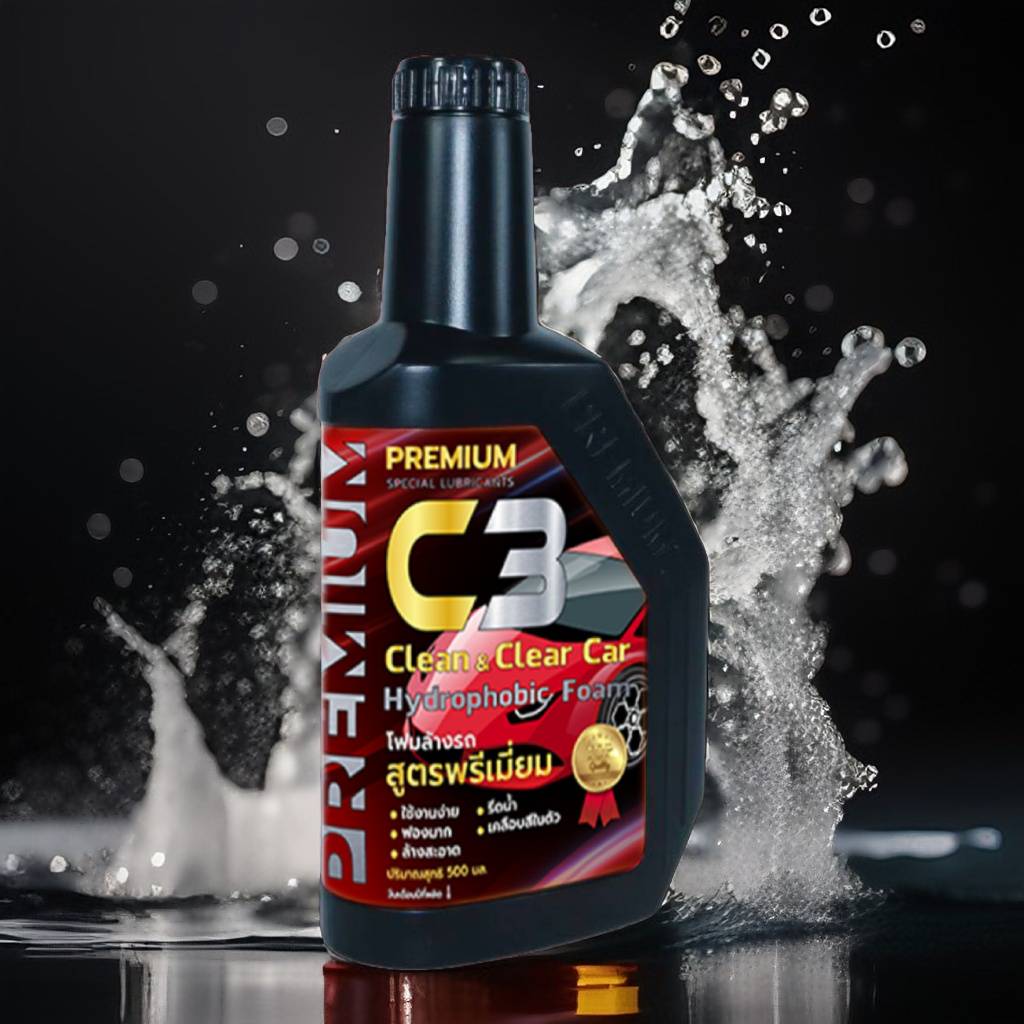 PREMIUM
PREMIUM
SPECIAL LUBRICANTS
C3
Clean & Clear Car
Hydrophobic Foam
โฟมล้างรถ
สูตรพรีเมี่ยม
• ใช้งานง่าย
• ฟองมาก
• ล้างสะอาด
• รีดน้ำ
• เคลือบสีในตัว
Quality
ปริมาณสุทธิ 500 มล.
PREMIUM